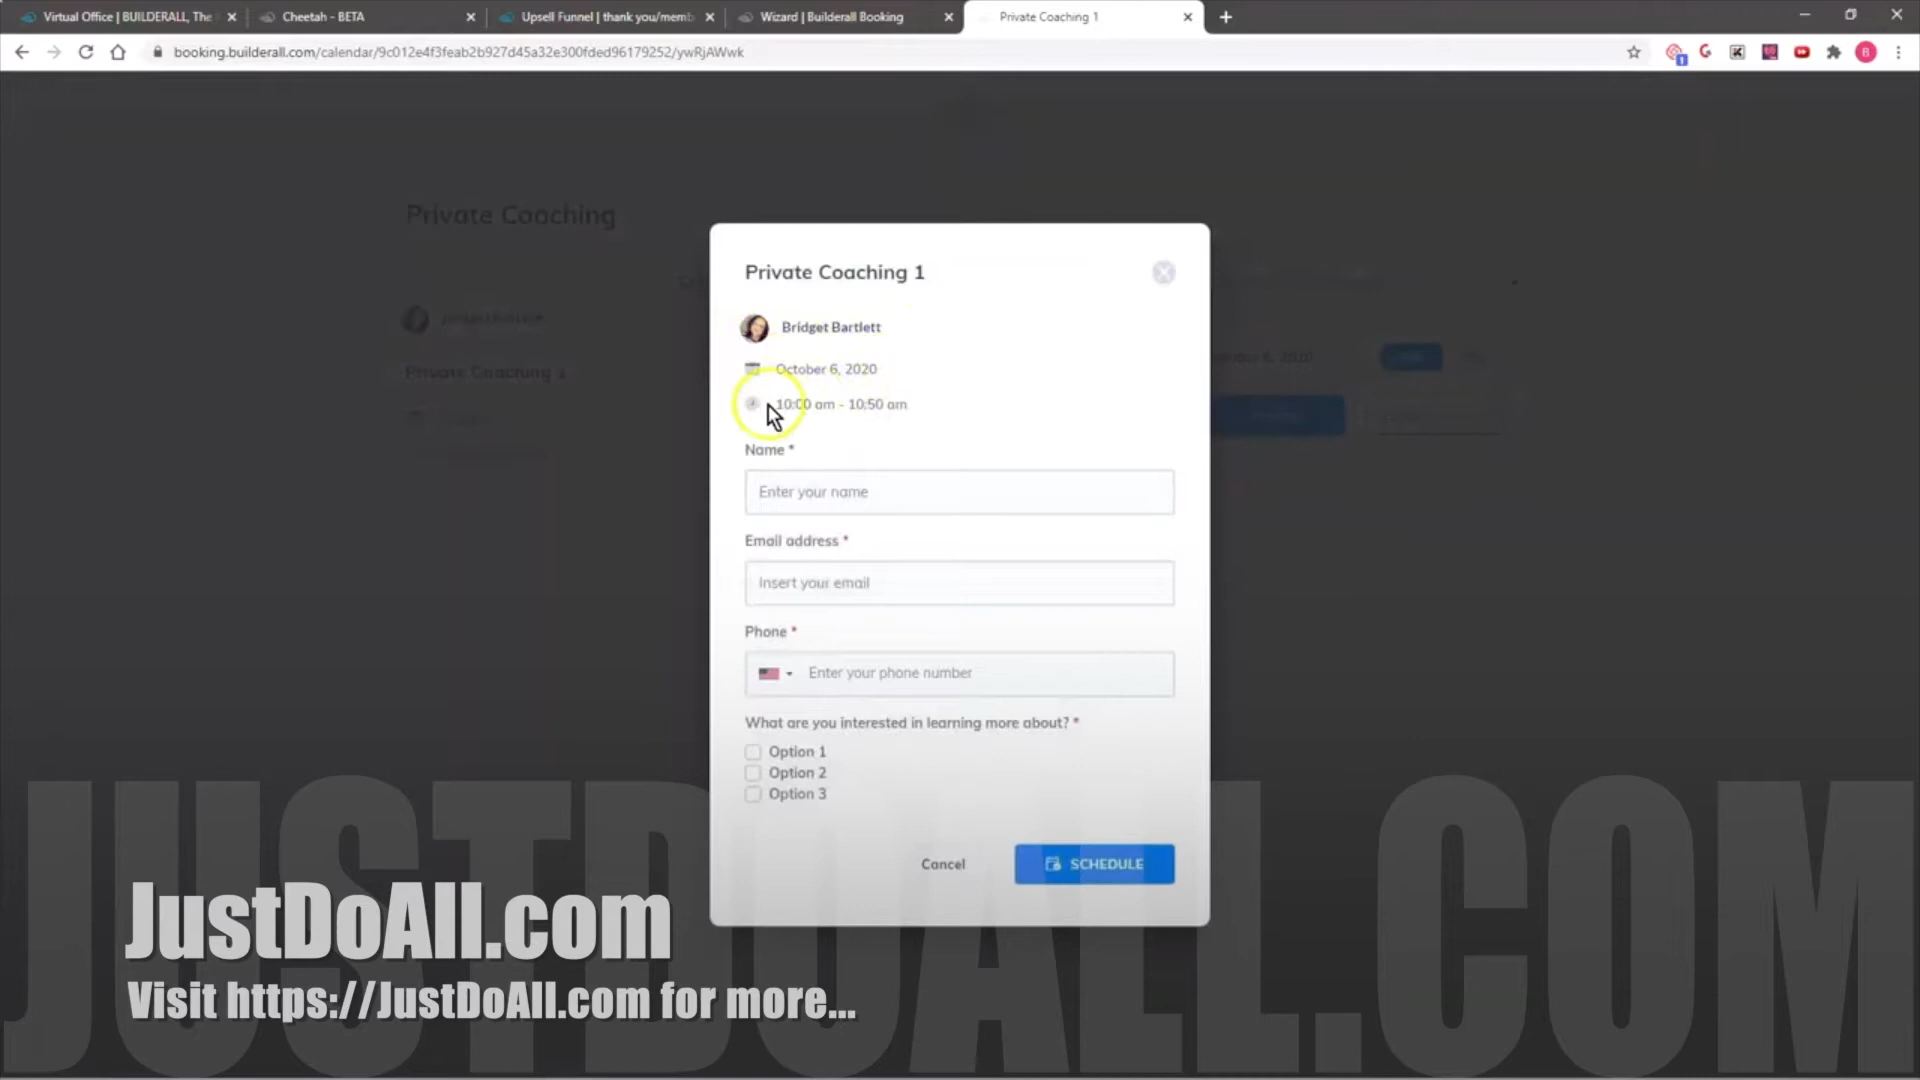 Virtual Office | BUILDERALL, The
Cheetah - BETA
Upsell Funnel | thank you/memb
Wizard | Builderall Booking
Private Coaching 1
booking.builderall.com/calendar/9c012e4f3feab2b927d45a32e300fded96179252/ywRjAWwk
Private Coaching
Private Coaching 1
Private Coaching 1
Bridget Bartlett
October 6, 2020
10:00 am - 10:50 am
Name *
Enter your name
Email address *
Insert your email
Phone *
Enter your phone number
What are you interested in learning more about? *
Option 1
Option 2
Option 3
Cancel
SCHEDULE
JUSTDOALL.COM
JustDoAll.com
Visit https://JustDoAll.com for more...